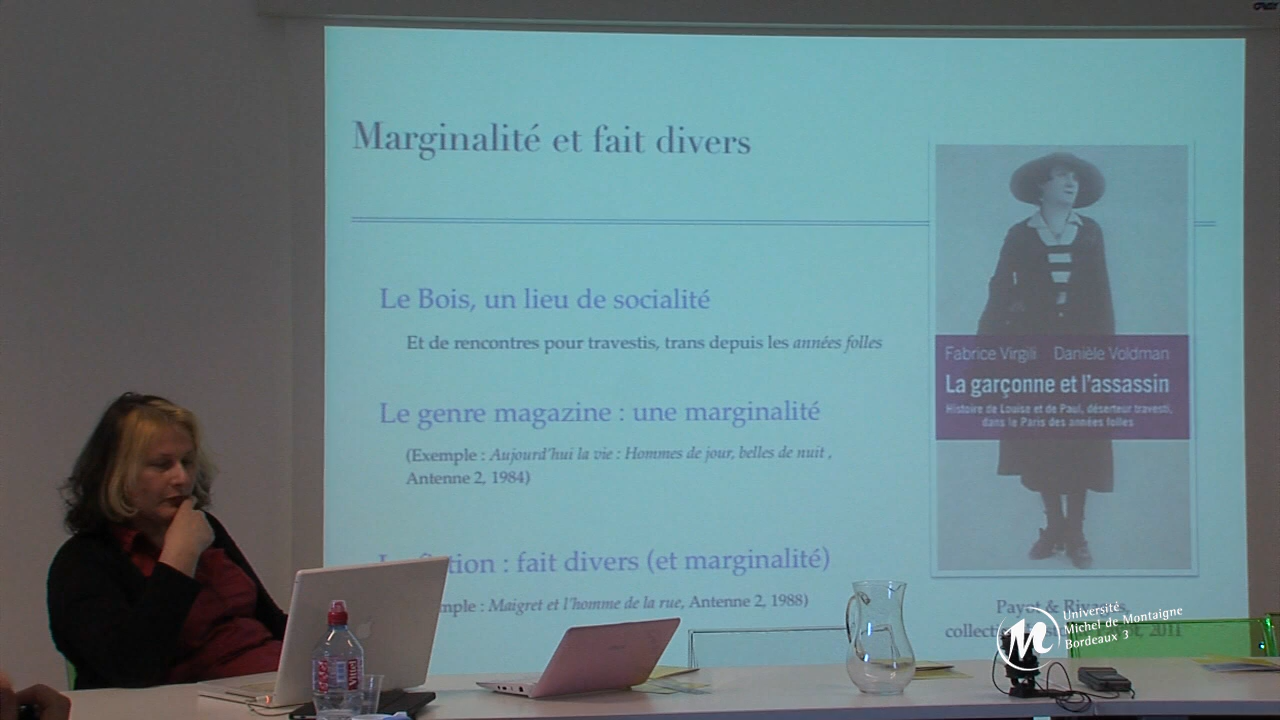 Marginalité et fait divers
Le Bois, un lieu de socialité
Et de rencontres pour travestis, trans depuis les années folles
Le genre magazine : une marginalité
(Exemple : Aujourd'hui la vie : Hommes de jour, belles de nuit ,
Antenne 2, 1984)
fait divers (et marginalité)
Maigret et l'homme de la rue, Antenne 2, 1988)
Fabrice Virgili Danièle Voldman
La garçonne et l'assassin
Histoire de Louise et de Paul, déserteur travesti,
dans le Paris des années folles
Payot & Rivages,
2011
Université
Michel de Montaigne
Bordeaux 3
Vittel